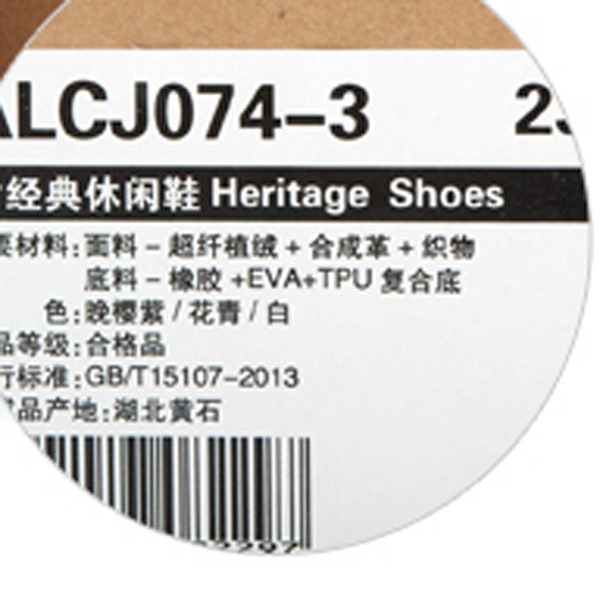 LCJ074-3
经典休闲鞋 Heritage Shoes
材料: 面料 - 超纤植绒 + 合成革 + 织物
底料 - 橡胶 +EVA+TPU 复合底
色: 晚樱紫 / 花青 / 白
品等级: 合格品
行标准: GB/T15107-2013
品产地: 湖北黄石